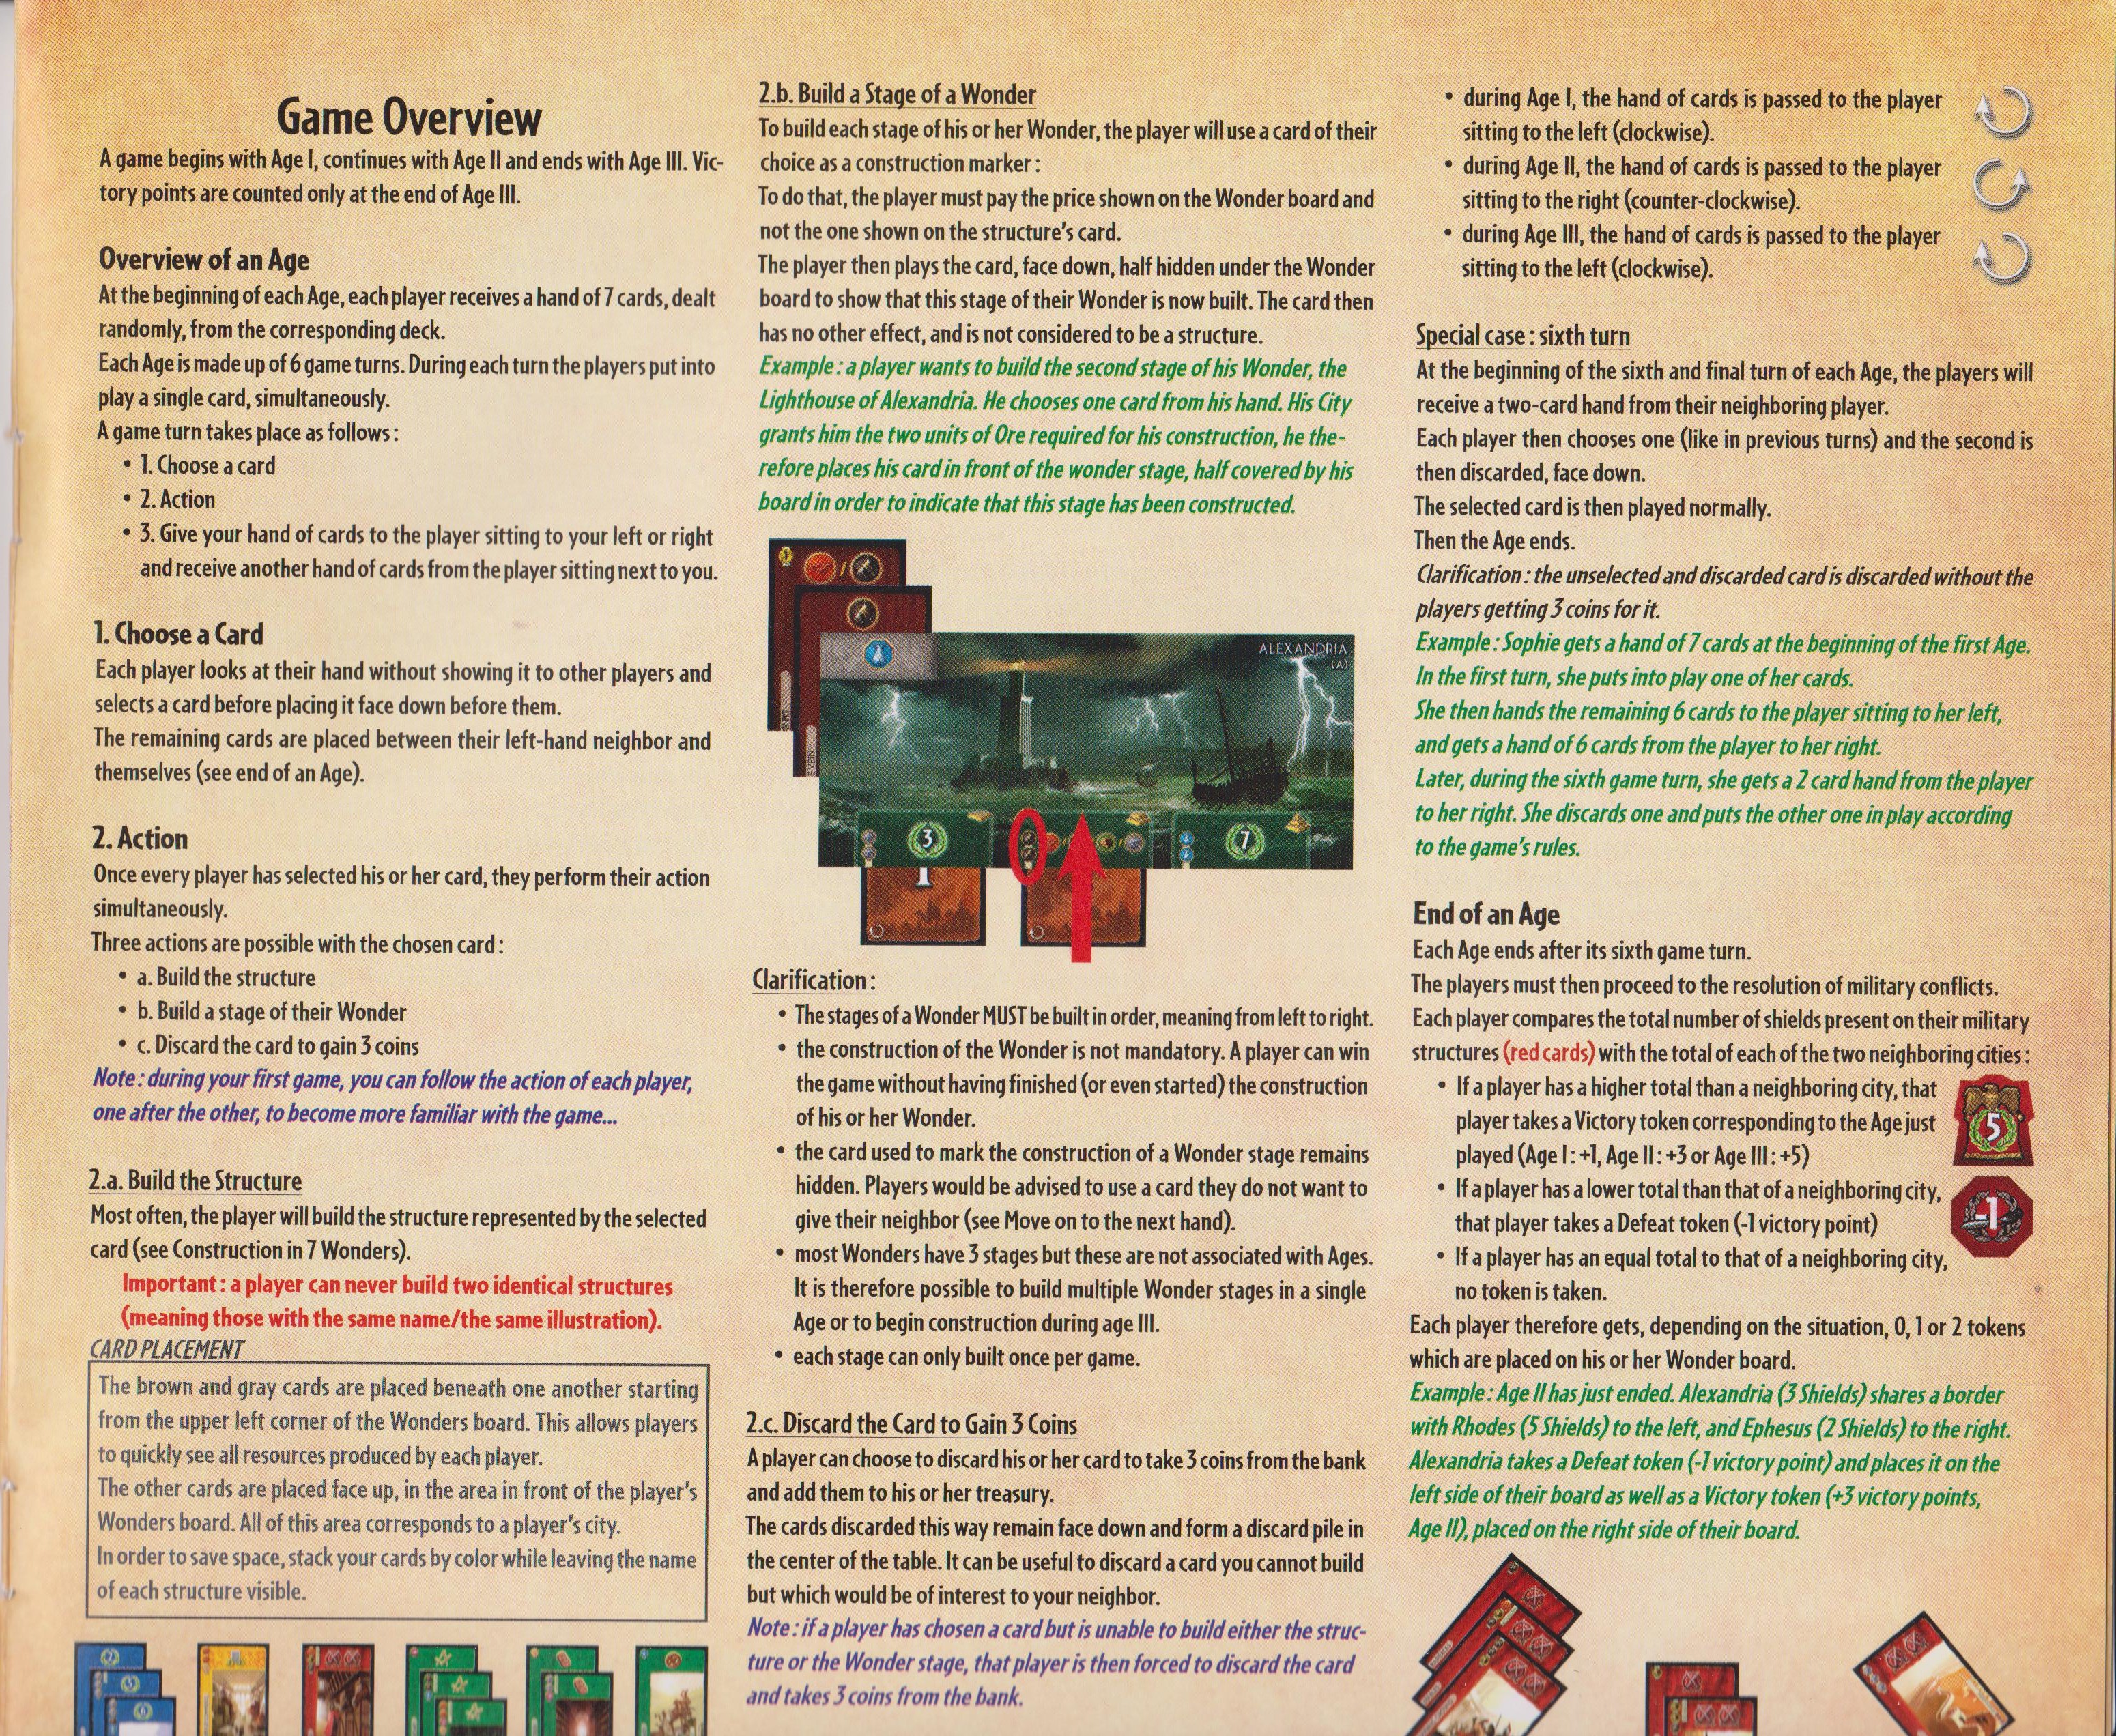 Game Overview
A game begins with Age I, continues with Age II and ends with Age III. Vic-
tory points are counted only at the end of Age III.
Overview of an Age
At the beginning of each Age, each player receives a hand of 7 cards, dealt
randomly, from the corresponding deck.
Each Age is made up of 6 game turns. During each turn the players put into
play a single card, simultaneously.
A game turn takes place as follows :
• 1. Choose a card
• 2. Action
• 3. Give your hand of cards to the player sitting to your left or right
and receive another hand of cards from the player sitting next to you.
1. Choose a Card
Each player looks at their hand without showing it to other players and
selects a card before placing it face down before them.
The remaining cards are placed between their left-hand neighbor and
themselves (see end of an Age).
2. Action
Once every player has selected his or her card, they perform their action
simultaneously.
Three actions are possible with the chosen card :
• a. Build the structure
• b. Build a stage of their Wonder
• c. Discard the card to gain 3 coins
Note : during your first game, you can follow the action of each player,
one after the other, to become more familiar with the game...
2.a. Build the Structure
Most often, the player will build the structure represented by the selected
card (see Construction in 7 Wonders).
Important : a player can never build two identical structures
(meaning those with the same name/the same illustration).
CARD PLACEMENT
The brown and gray cards are placed beneath one another starting
from the upper left corner of the Wonders board. This allows players
to quickly see all resources produced by each player.
The other cards are placed face up, in the area in front of the player's
Wonders board. All of this area corresponds to a player's city.
In order to save space, stack your cards by color while leaving the name
of each structure visible.
2.b. Build a Stage of a Wonder
To build each stage of his or her Wonder, the player will use a card of their
choice as a construction marker :
To do that, the player must pay the price shown on the Wonder board and
not the one shown on the structure's card.
The player then plays the card, face down, half hidden under the Wonder
board to show that this stage of their Wonder is now built. The card then
has no other effect, and is not considered to be a structure.
Example : a player wants to build the second stage of his Wonder, the
Lighthouse of Alexandria. He chooses one card from his hand. His City
grants him the two units of Ore required for his construction, he the-
refore places his card in front of the wonder stage, half covered by his
board in order to indicate that this stage has been constructed.
ALEXANDRIA
(A)
3
7
I
Clarification :
• The stages of a Wonder MUST be built in order, meaning from left to right.
• the construction of the Wonder is not mandatory. A player can win
the game without having finished (or even started) the construction
of his or her Wonder.
• the card used to mark the construction of a Wonder stage remains
hidden. Players would be advised to use a card they do not want to
give their neighbor (see Move on to the next hand).
• most Wonders have 3 stages but these are not associated with Ages.
It is therefore possible to build multiple Wonder stages in a single
Age or to begin construction during age III.
• each stage can only built once per game.
2.c. Discard the Card to Gain 3 Coins
A player can choose to discard his or her card to take 3 coins from the bank
and add them to his or her treasury.
The cards discarded this way remain face down and form a discard pile in
the center of the table. It can be useful to discard a card you cannot build
but which would be of interest to your neighbor.
Note : if a player has chosen a card but is unable to build either the struc-
ture or the Wonder stage, that player is then forced to discard the card
and takes 3 coins from the bank.
• during Age I, the hand of cards is passed to the player
sitting to the left (clockwise).
• during Age II, the hand of cards is passed to the player
sitting to the right (counter-clockwise).
• during Age III, the hand of cards is passed to the player
sitting to the left (clockwise).
Special case : sixth turn
At the beginning of the sixth and final turn of each Age, the players will
receive a two-card hand from their neighboring player.
Each player then chooses one (like in previous turns) and the second is
then discarded, face down.
The selected card is then played normally.
Then the Age ends.
Clarification : the unselected and discarded card is discarded without the
players getting 3 coins for it.
Example : Sophie gets a hand of 7 cards at the beginning of the first Age.
In the first turn, she puts into play one of her cards.
She then hands the remaining 6 cards to the player sitting to her left,
and gets a hand of 6 cards from the player to her right.
Later, during the sixth game turn, she gets a 2 card hand from the player
to her right. She discards one and puts the other one in play according
to the game's rules.
End of an Age
Each Age ends after its sixth game turn.
The players must then proceed to the resolution of military conflicts.
Each player compares the total number of shields present on their military
structures (red cards) with the total of each of the two neighboring cities :
• If a player has a higher total than a neighboring city, that
player takes a Victory token corresponding to the Age just
played (Age I : +1, Age II : +3 or Age III : +5)
5
• If a player has a lower total than that of a neighboring city,
that player takes a Defeat token (-1 victory point)
-1
• If a player has an equal total to that of a neighboring city,
no token is taken.
Each player therefore gets, depending on the situation, 0, 1 or 2 tokens
which are placed on his or her Wonder board.
Example : Age II has just ended. Alexandria (3 Shields) shares a border
with Rhodes (5 Shields) to the left, and Ephesus (2 Shields) to the right.
Alexandria takes a Defeat token (-1 victory point) and places it on the
left side of their board as well as a Victory token (+3 victory points,
Age II), placed on the right side of their board.